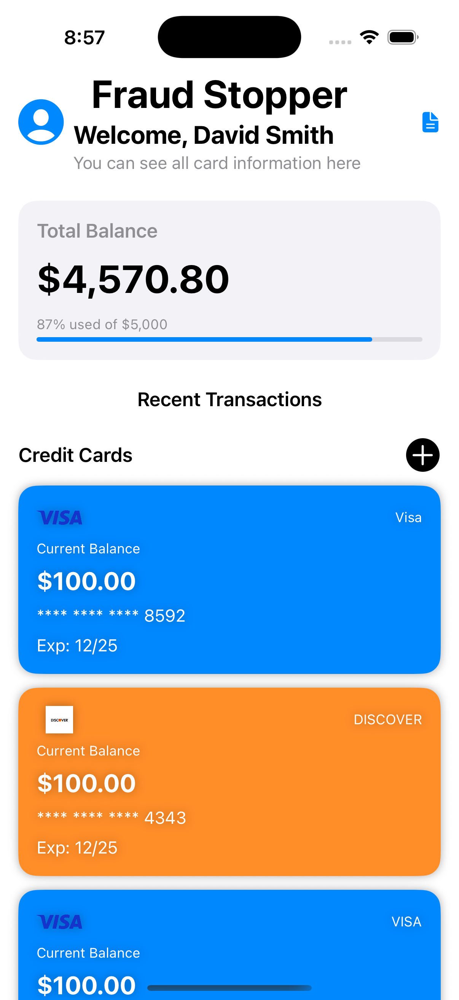 8:57
Fraud Stopper
Welcome, David Smith
You can see all card information here
Total Balance
$4,570.80
87% used of $5,000
Recent Transactions
Credit Cards
VISA Visa
Current Balance
$100.00
**** **** **** 8592
Exp: 12/25
DISCOVER DISCOVER
Current Balance
$100.00
**** **** **** 4343
Exp: 12/25
VISA VISA
Current Balance
$100.00